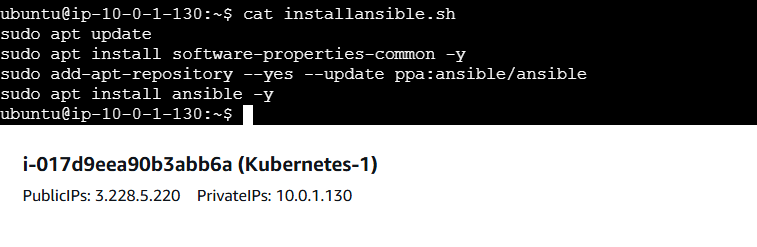 ubuntu@ip-10-0-1-130:~$ cat installansible.sh
sudo apt update
sudo apt install software-properties-common -y
sudo add-apt-repository --yes --update ppa:ansible/ansible
sudo apt install ansible -y
ubuntu@ip-10-0-1-130:~$
i-017d9eea90b3abb6a (Kubernetes-1)
PublicIPs: 3.228.5.220 PrivateIPs: 10.0.1.130